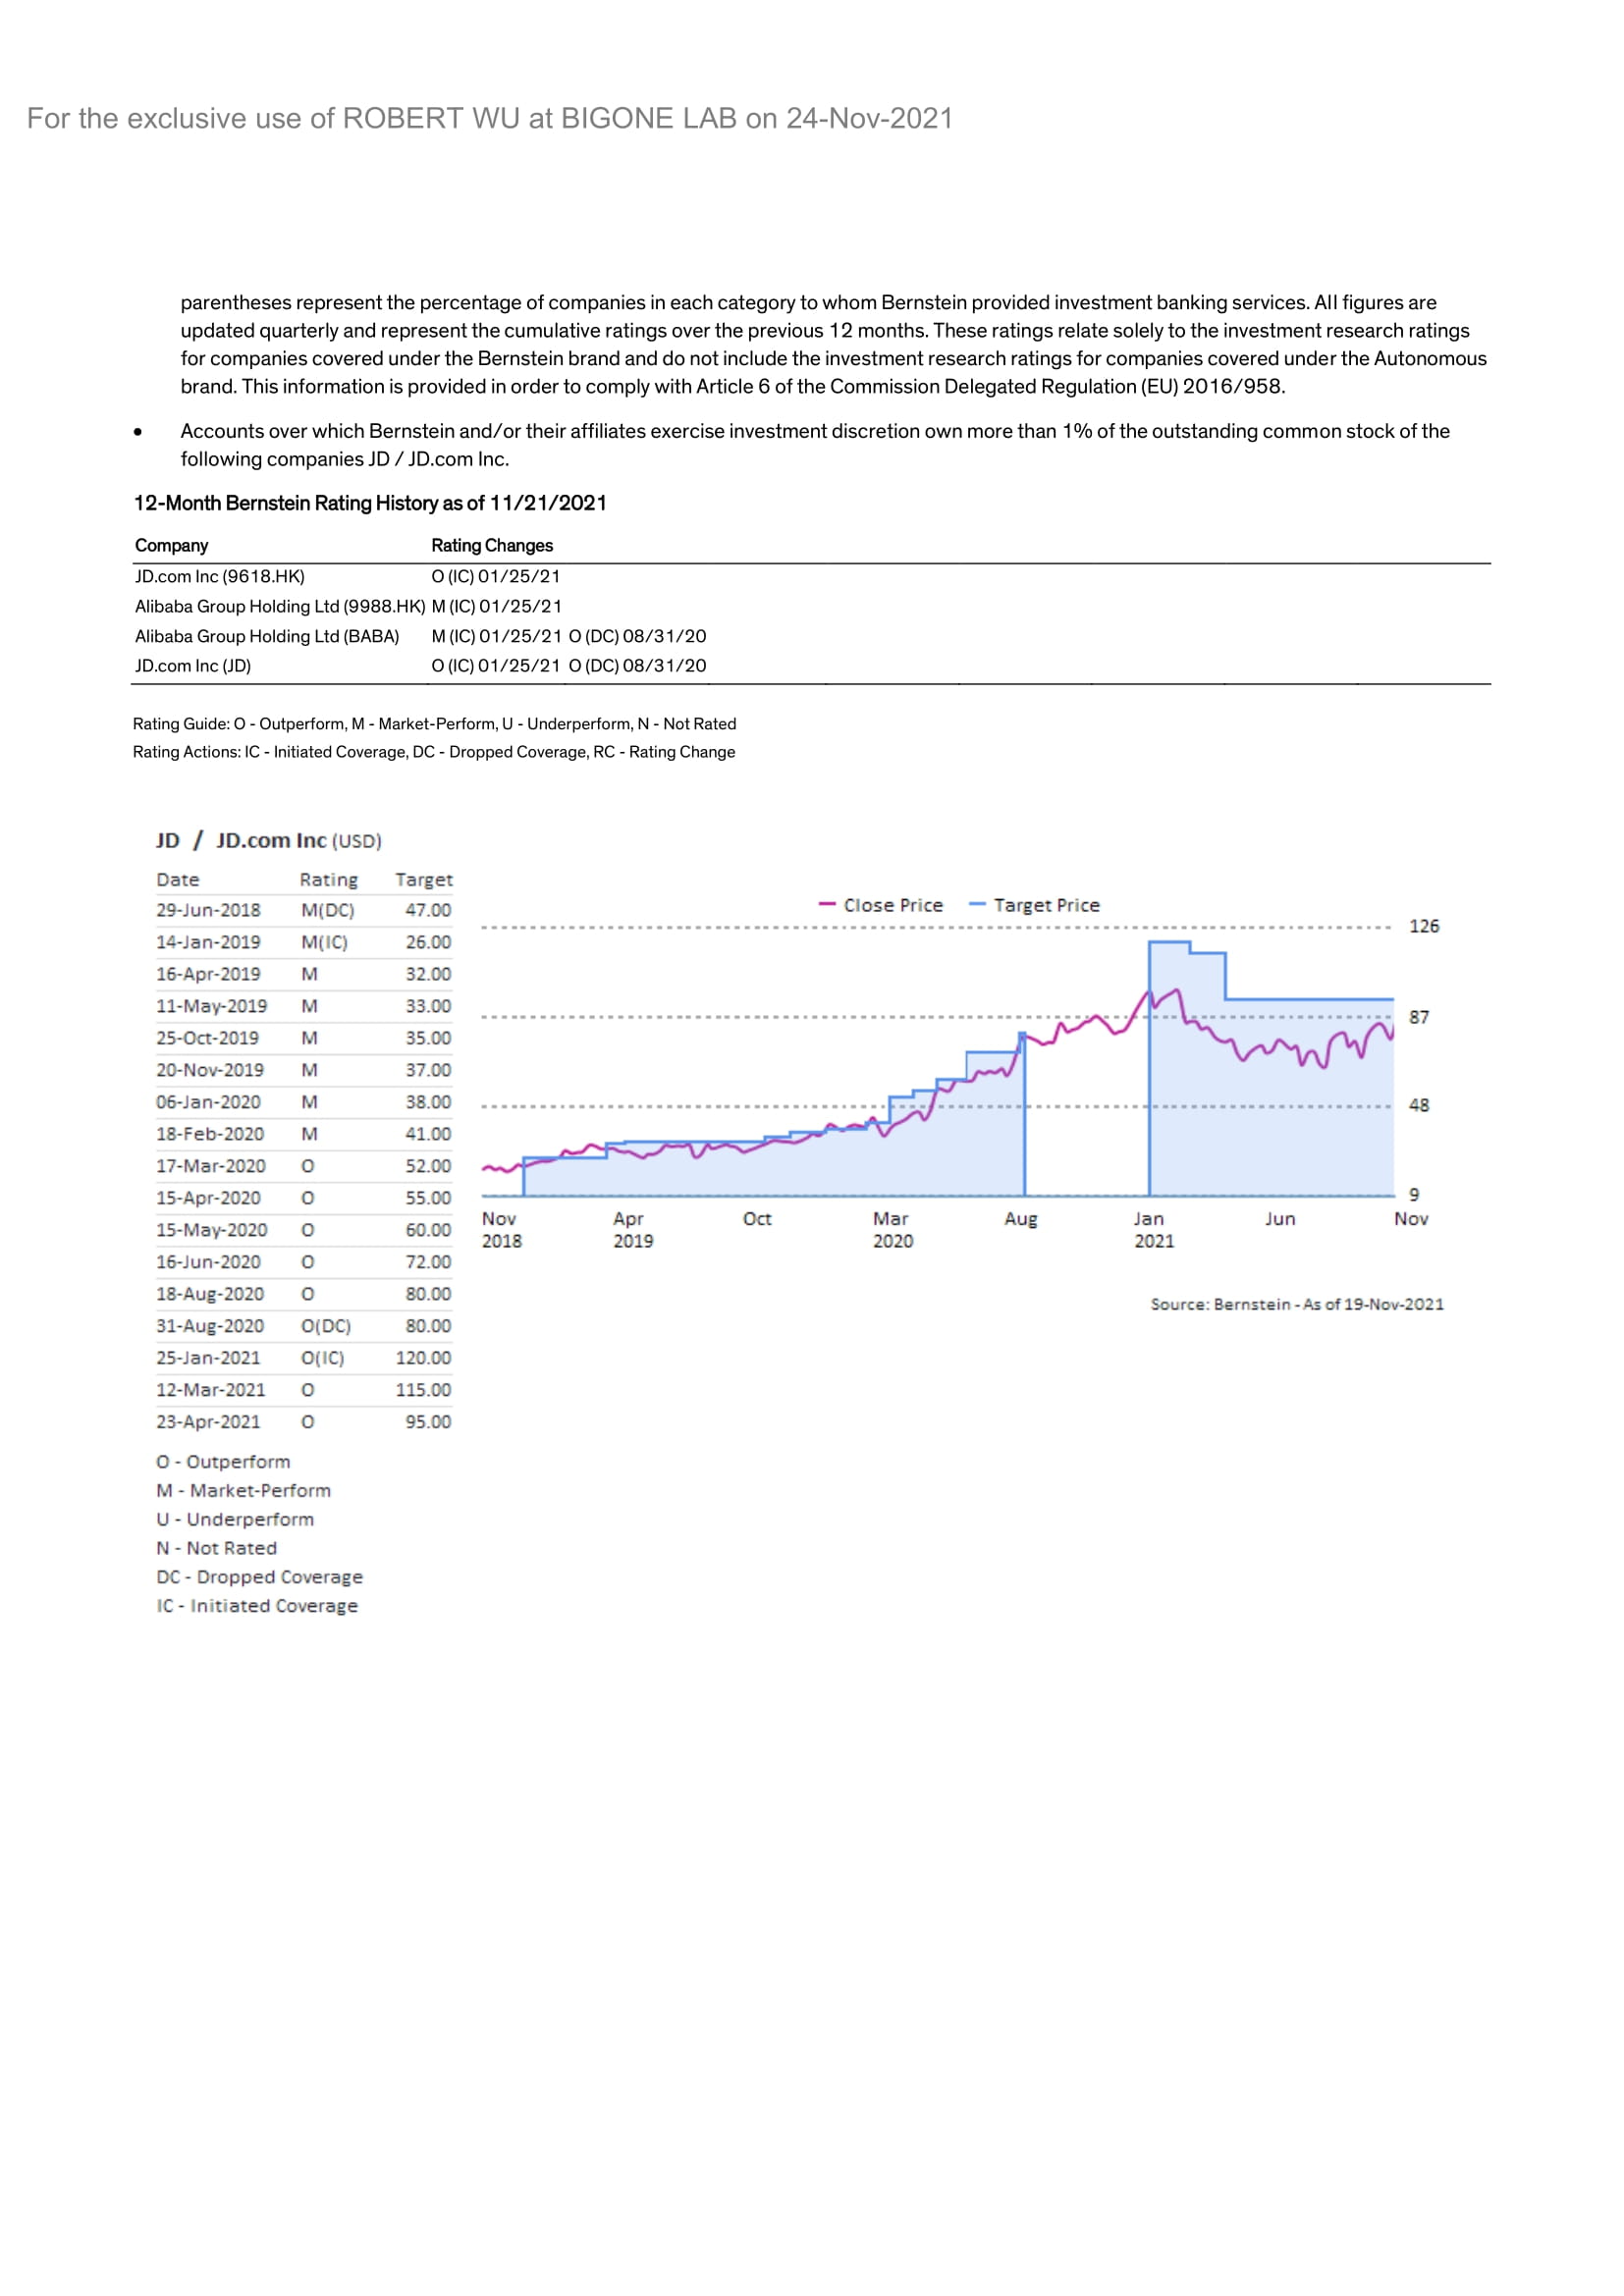 For the exclusive use of ROBERT WU at BIGONE LAB on 24-Nov-2021
parentheses represent the percentage of companies in each category to whom Bernstein provided investment banking services. All figures are
updated quarterly and represent the cumulative ratings over the previous 12 months. These ratings relate solely to the investment research ratings
for companies covered under the Bernstein brand and do not include the investment research ratings for companies covered under the Autonomous
brand. This information is provided in order to comply with Article 6 of the Commission Delegated Regulation (EU) 2016/958.
• Accounts over which Bernstein and/or their affiliates exercise investment discretion own more than 1% of the outstanding common stock of the
following companies JD / JD.com Inc.
12-Month Bernstein Rating History as of 11/21/2021
Company Rating Changes
JD.com Inc (9618.HK) O (IC) 01/25/21
Alibaba Group Holding Ltd (9988.HK) M (IC) 01/25/21
Alibaba Group Holding Ltd (BABA) M (IC) 01/25/21 O (DC) 08/31/20
JD.com Inc (JD) O (IC) 01/25/21 O (DC) 08/31/20
Rating Guide: O - Outperform, M - Market-Perform, U - Underperform, N - Not Rated
Rating Actions: IC - Initiated Coverage, DC - Dropped Coverage, RC - Rating Change
JD / JD.com Inc (USD)
Date Rating Target
29-Jun-2018 M(DC) 47.00
14-Jan-2019 M(IC) 26.00
16-Apr-2019 M 32.00
11-May-2019 M 33.00
25-Oct-2019 M 35.00
20-Nov-2019 M 37.00
06-Jan-2020 M 38.00
18-Feb-2020 M 41.00
17-Mar-2020 O 52.00
15-Apr-2020 O 55.00
15-May-2020 O 60.00
16-Jun-2020 O 72.00
18-Aug-2020 O 80.00
31-Aug-2020 O(DC) 80.00
25-Jan-2021 O(IC) 120.00
12-Mar-2021 O 115.00
23-Apr-2021 O 95.00
O - Outperform
M - Market-Perform
U - Underperform
N - Not Rated
DC - Dropped Coverage
IC - Initiated Coverage
Close Price Target Price
126
87
48
9
Nov Apr Oct Mar Aug Jan Jun Nov
2018 2019 2020 2021
Source: Bernstein - As of 19-Nov-2021